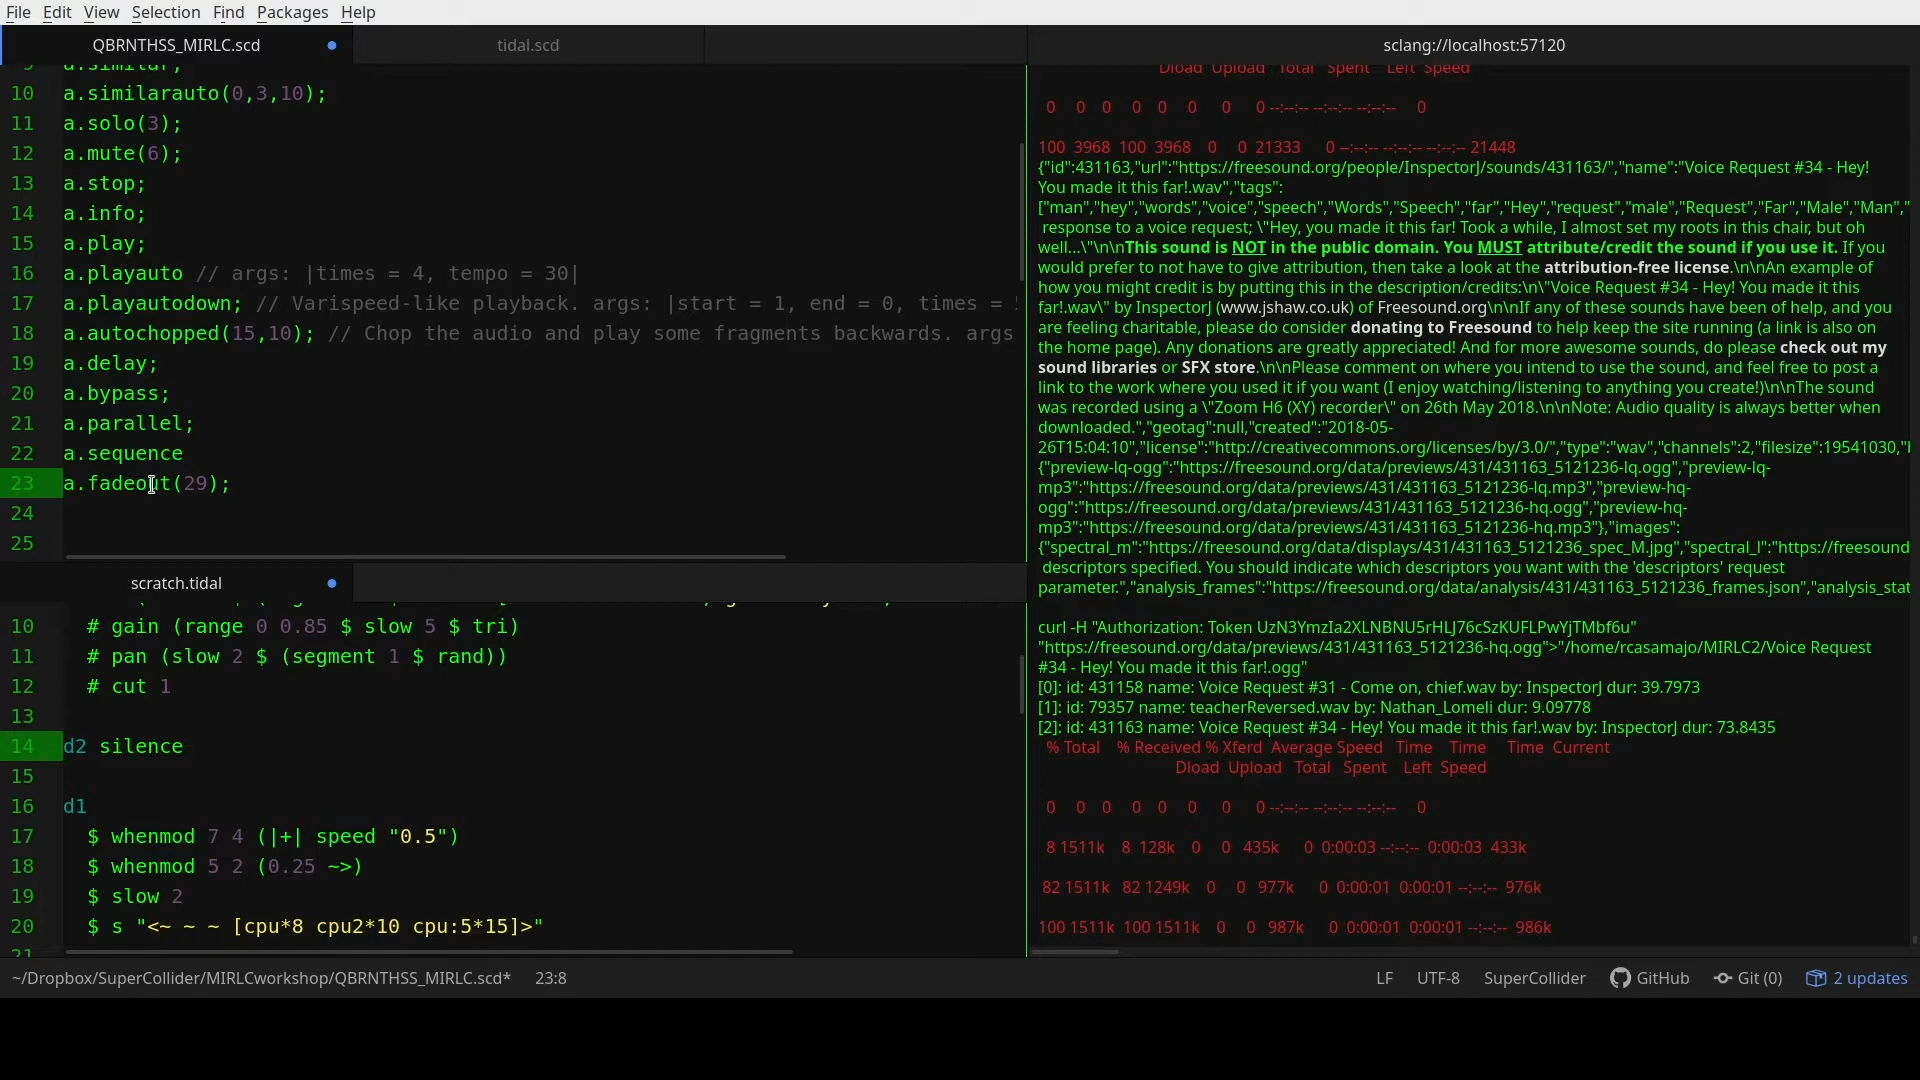 File Edit View Selection Find Packages Help
QBRNTHSS_MIRLC.scd
tidal.scd
sclang://localhost:57120
9 a.similar;
10 a.similarauto(0,3,10);
11 a.solo(3);
12 a.mute(6);
13 a.stop;
14 a.info;
15 a.play;
16 a.playauto // args: |times = 4, tempo = 30|
17 a.playautodown; // Varispeed-like playback. args: |start = 1, end = 0, times =
18 a.autochopped(15,10); // Chop the audio and play some fragments backwards. args
19 a.delay;
20 a.bypass;
21 a.parallel;
22 a.sequence
23 a.fadeout(29);
24
25
scratch.tidal
10 # gain (range 0 0.85 $ slow 5 $ tri)
11 # pan (slow 2 $ (segment 1 $ rand))
12 # cut 1
13
14 d2 silence
15
16 d1
17 $ whenmod 7 4 (|+| speed "0.5")
18 $ whenmod 5 2 (0.25 ~>)
19 $ slow 2
20 $ s "<~ ~ ~ [cpu*8 cpu2*10 cpu:5*15]>"
21
Dload Upload Total Spent Left Speed
0 0 0 0 0 0 0 0 --:--:-- --:--:-- --:--:-- 0
100 3968 100 3968 0 0 21333 0 --:--:-- --:--:-- --:--:-- 21448
{"id":431163,"url":"https://freesound.org/people/InspectorJ/sounds/431163/","name":"Voice Request #34 - Hey!
You made it this far!.wav","tags":
["man","hey","words","voice","speech","Words","Speech","far","Hey","request","male","Request","Far","Male","Man","
response to a voice request; \"Hey, you made it this far! Took a while, I almost set my roots in this chair, but oh
well...\"\n\nThis sound is NOT in the public domain. You MUST attribute/credit the sound if you use it. If you
would prefer to not have to give attribution, then take a look at the attribution-free license.\n\nAn example of
how you might credit is by putting this in the description/credits:\n\"Voice Request #34 - Hey! You made it this
far!.wav\" by InspectorJ (www.jshaw.co.uk) of Freesound.org\n\nIf any of these sounds have been of help, and you
are feeling charitable, please do consider donating to Freesound to help keep the site running (a link is also on
the home page). Any donations are greatly appreciated! And for more awesome sounds, do please check out my
sound libraries or SFX store.\n\nPlease comment on where you intend to use the sound, and feel free to post a
link to the work where you used it if you want (I enjoy watching/listening to anything you create!)\n\nThe sound
was recorded using a \"Zoom H6 (XY) recorder\" on 26th May 2018.\n\nNote: Audio quality is always better when
downloaded.","geotag":null,"created":"2018-05-
26T15:04:10","license":"http://creativecommons.org/licenses/by/3.0/","type":"wav","channels":2,"filesize":19541030,"
{"preview-lq-ogg":"https://freesound.org/data/previews/431/431163_5121236-lq.ogg","preview-lq-
mp3":"https://freesound.org/data/previews/431/431163_5121236-lq.mp3","preview-hq-
ogg":"https://freesound.org/data/previews/431/431163_5121236-hq.ogg","preview-hq-
mp3":"https://freesound.org/data/previews/431/431163_5121236-hq.mp3"},"images":
{"spectral_m":"https://freesound.org/data/displays/431/431163_5121236_spec_M.jpg","spectral_l":"https://freesound
descriptors specified. You should indicate which descriptors you want with the 'descriptors' request
parameter.","analysis_frames":"https://freesound.org/data/analysis/431/431163_5121236_frames.json","analysis_stat
curl -H "Authorization: Token UzN3YmzIa2XLNBNU5rHLJ76cSzKUFLPwYjTMbf6u"
"https://freesound.org/data/previews/431/431163_5121236-hq.ogg">"/home/rcasamajo/MIRLC2/Voice Request
#34 - Hey! You made it this far!.ogg"
[0]: id: 431158 name: Voice Request #31 - Come on, chief.wav by: InspectorJ dur: 39.7973
[1]: id: 79357 name: teacherReversed.wav by: Nathan_Lomeli dur: 9.09778
[2]: id: 431163 name: Voice Request #34 - Hey! You made it this far!.wav by: InspectorJ dur: 73.8435
% Total % Received % Xferd Average Speed Time Time Time Current
Dload Upload Total Spent Left Speed
0 0 0 0 0 0 0 0 --:--:-- --:--:-- --:--:-- 0
8 1511k 8 128k 0 0 435k 0 0:00:03 --:--:-- 0:00:03 433k
82 1511k 82 1249k 0 0 977k 0 0:00:01 0:00:01 --:--:-- 976k
100 1511k 100 1511k 0 0 987k 0 0:00:01 0:00:01 --:--:-- 986k
~/Dropbox/SuperCollider/MIRLCworkshop/QBRNTHSS_MIRLC.scd* 23:8
LF UTF-8 SuperCollider GitHub Git (0) 2 updates